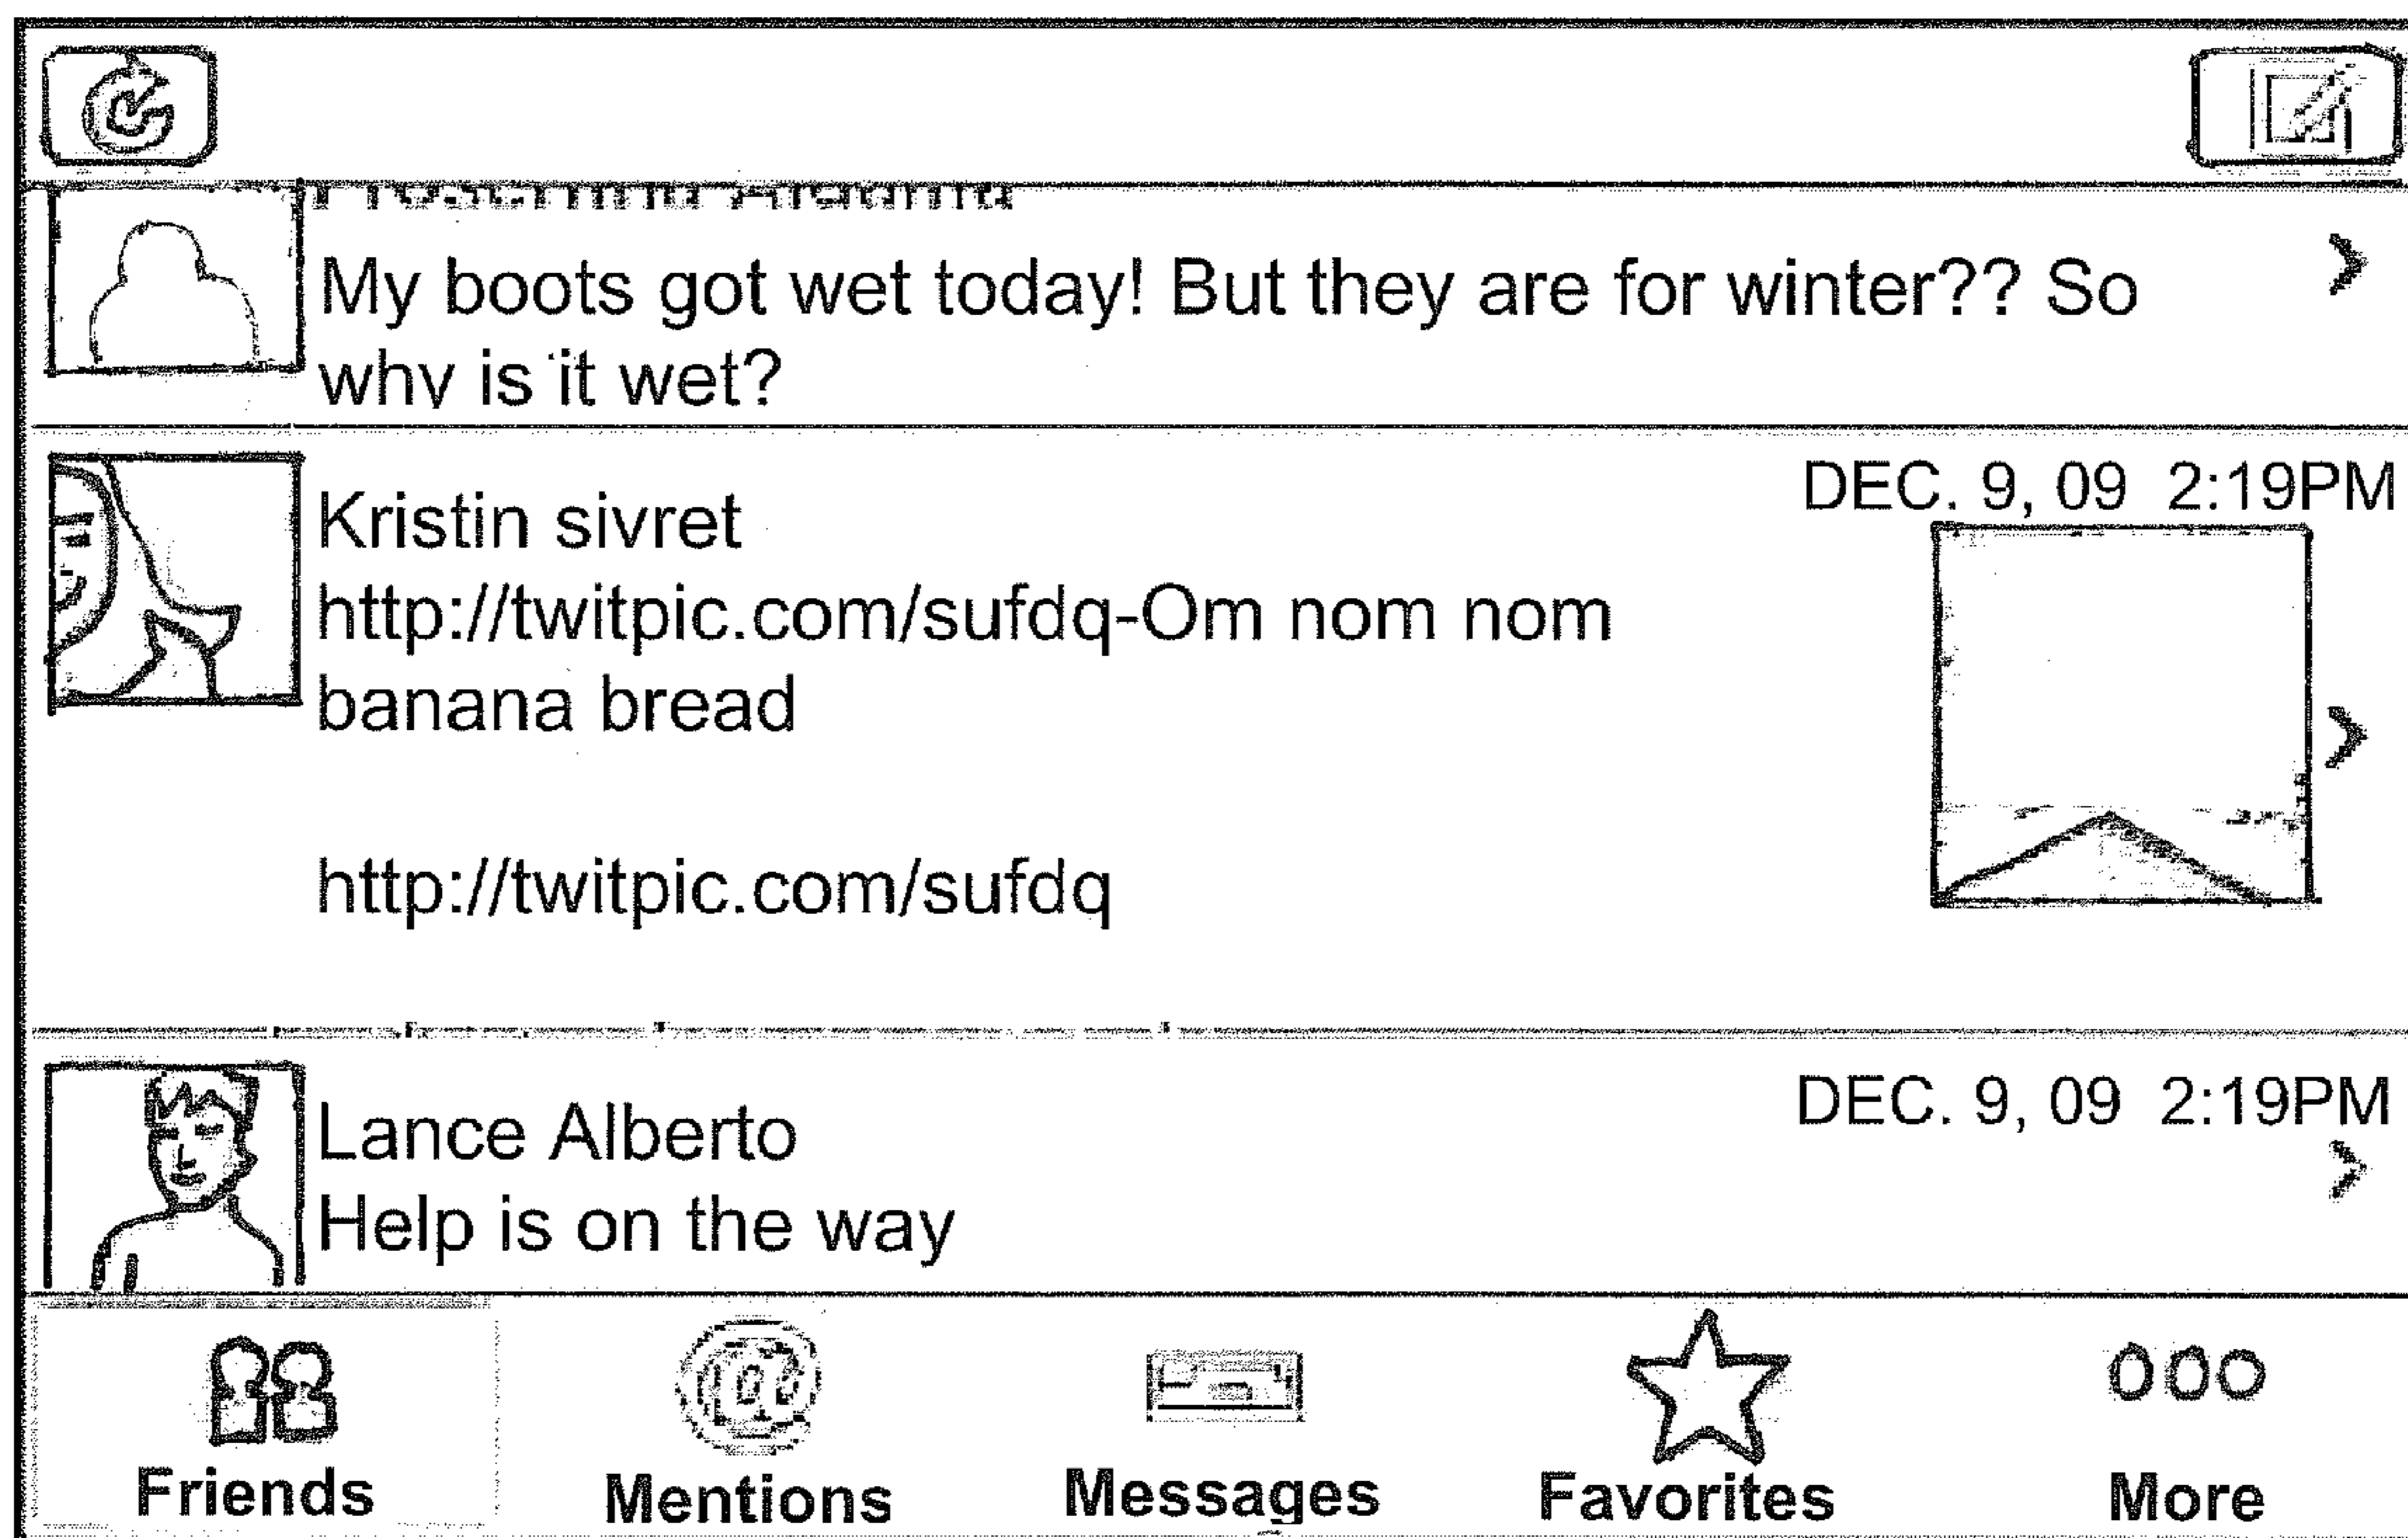 My boots got wet today! But they are for winter?? So
why is it wet?
DEC. 9, 09 2:19PM
Kristin sivret
http://twitpic.com/sufdq-Om nom nom
banana bread
http://twitpic.com/sufdq
DEC. 9, 09 2:19PM
Lance Alberto
Help is on the way
Friends Mentions Messages Favorites More